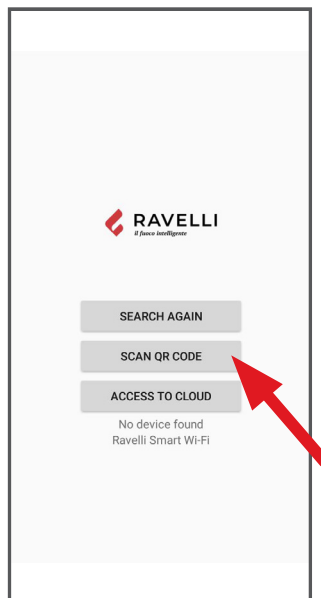 RAVELLI
il fuoco intelligente
SEARCH AGAIN
SCAN QR CODE
ACCESS TO CLOUD
No device found
Ravelli Smart Wi-Fi